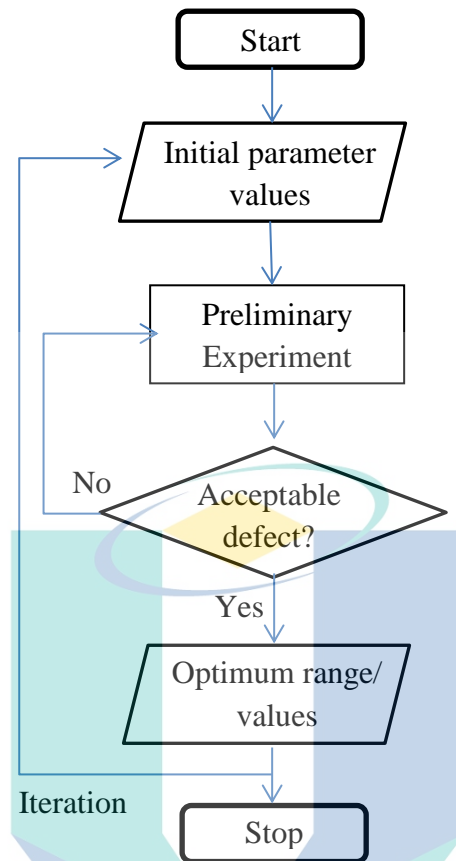 Start
Initial parameter
values
Preliminary
Experiment
Acceptable
defect?
No
Yes
Optimum range/
values
Iteration
Stop